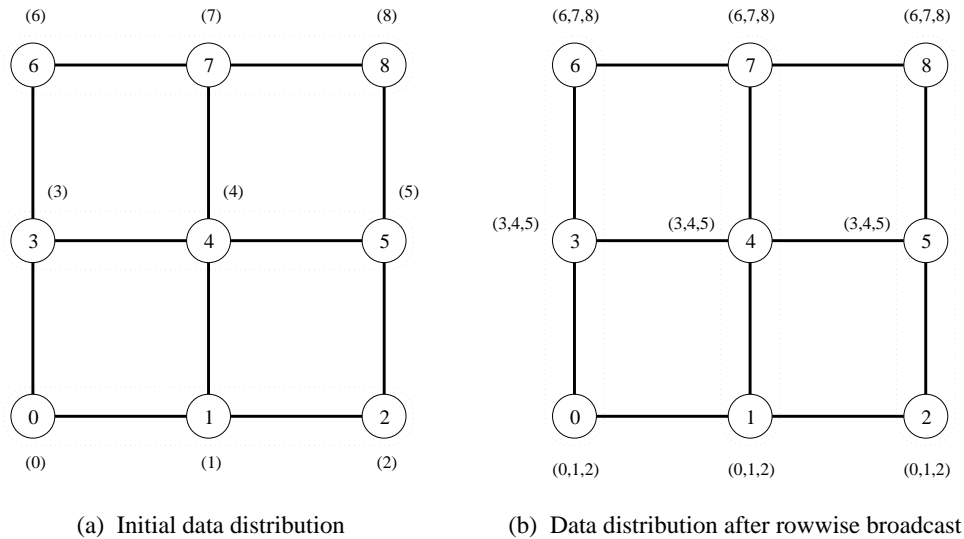 (6) (7) (8) (6,7,8) (6,7,8) (6,7,8)
6 7 8 6 7 8
(3) (4) (5)
(3,4,5) (3,4,5) (3,4,5)
3 4 5 3 4 5
0 1 2 0 1 2
(0) (1) (2) (0,1,2) (0,1,2) (0,1,2)
(a) Initial data distribution (b) Data distribution after rowwise broadcast